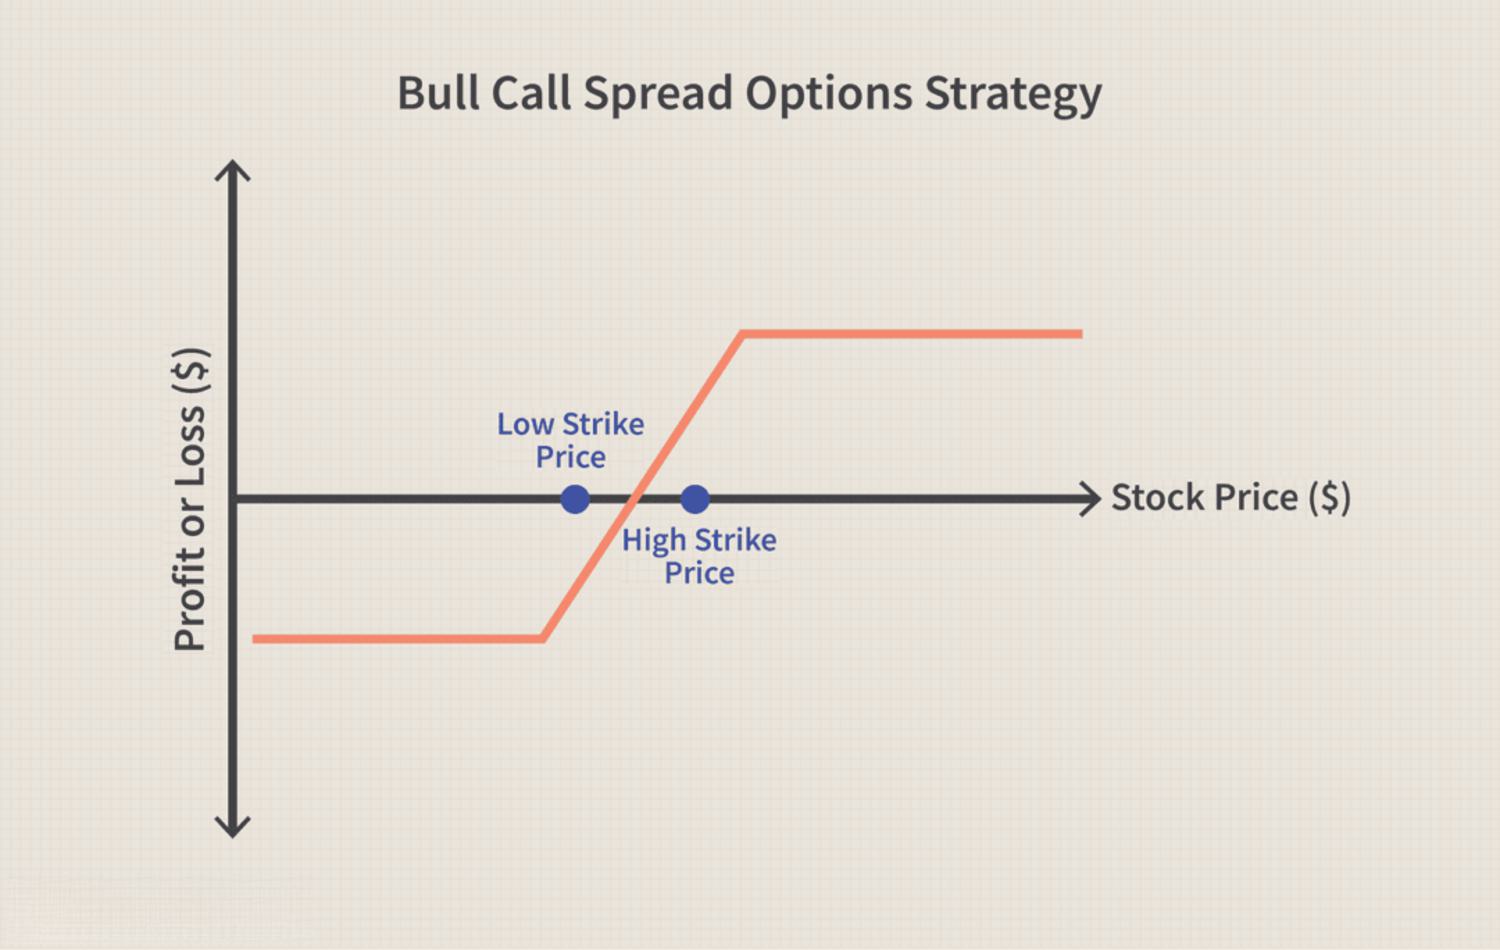 Bull Call Spread Options Strategy
Profit or Loss ($)
Low Strike
Price
High Strike
Price
Stock Price ($)